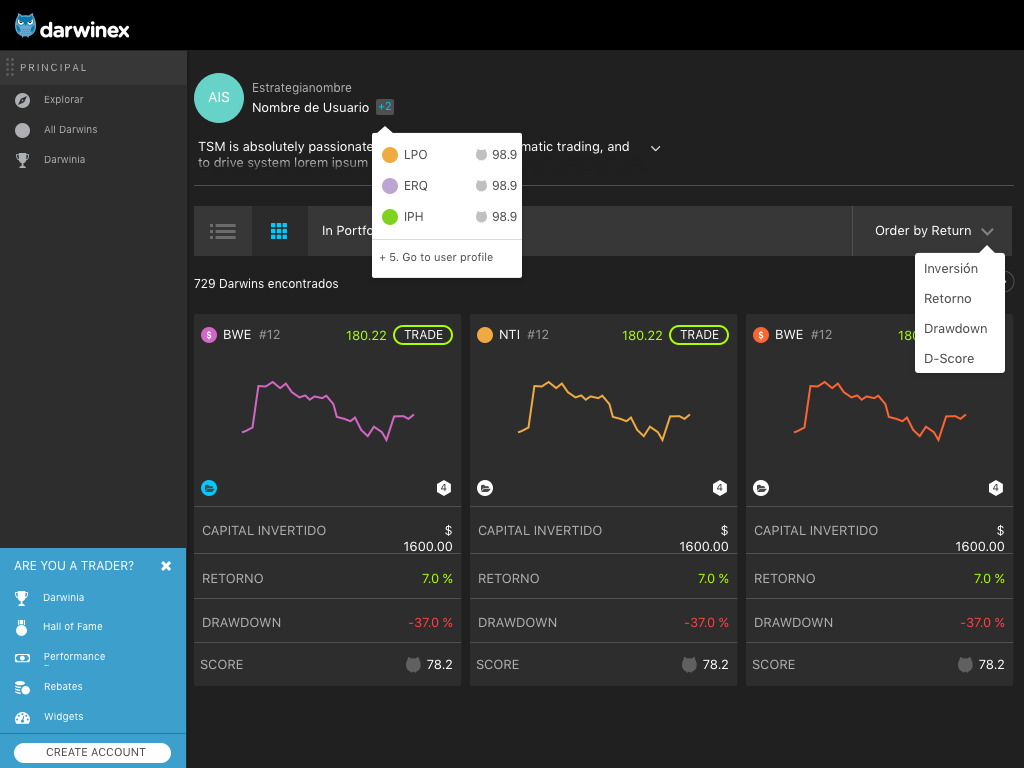 darwinex
PRINCIPAL
Explorar
All Darwins
Darwinia
AIS
Estrategianombre
Nombre de Usuario +2
TSM is absolutely passionate matic trading, and
to drive system lorem ipsum
LPO 98.9
ERQ 98.9
IPH 98.9
+ 5. Go to user profile
In Portfo
Order by Return
Inversión
Retorno
Drawdown
D-Score
729 Darwins encontrados
BWE #12 180.22 TRADE
4
CAPITAL INVERTIDO $
1600.00
RETORNO 7.0 %
DRAWDOWN -37.0 %
SCORE 78.2
NTI #12 180.22 TRADE
4
CAPITAL INVERTIDO $
1600.00
RETORNO 7.0 %
DRAWDOWN -37.0 %
SCORE 78.2
BWE #12 180
4
CAPITAL INVERTIDO $
1600.00
RETORNO 7.0 %
DRAWDOWN -37.0 %
SCORE 78.2
ARE YOU A TRADER?
Darwinia
Hall of Fame
Performance
Rebates
Widgets
CREATE ACCOUNT